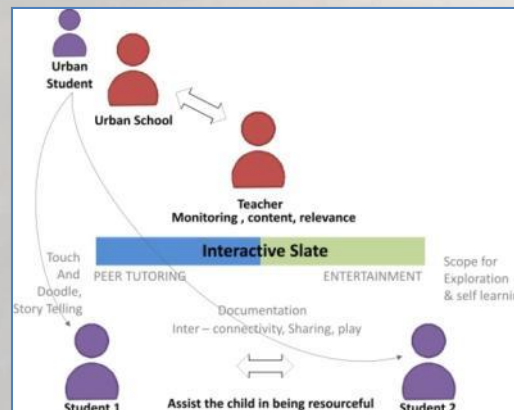 Urban
Student
Urban School
Teacher
Monitoring , content, relevance
Interactive Slate
PEER TUTORING
ENTERTAINMENT
Touch
And
Doodle,
Story Telling
Scope for
Exploration
& self learnin
Documentation
Inter – connectivity, Sharing, play
Student 1
Assist the child in being resourceful
Student 2